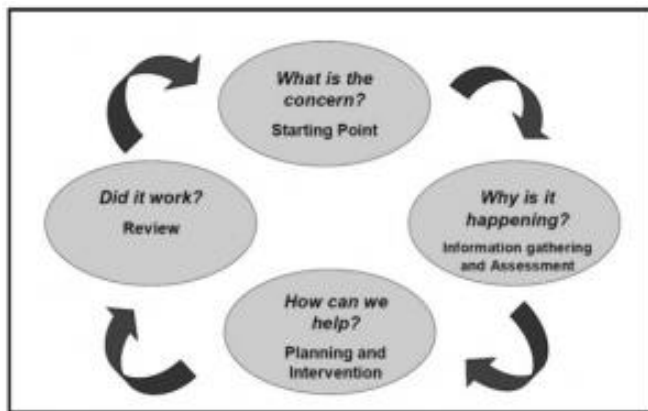 What is the
concern?
Starting Point
Why is it
happening?
Information gathering
and Assessment
How can we
help?
Planning and
Intervention
Did it work?
Review